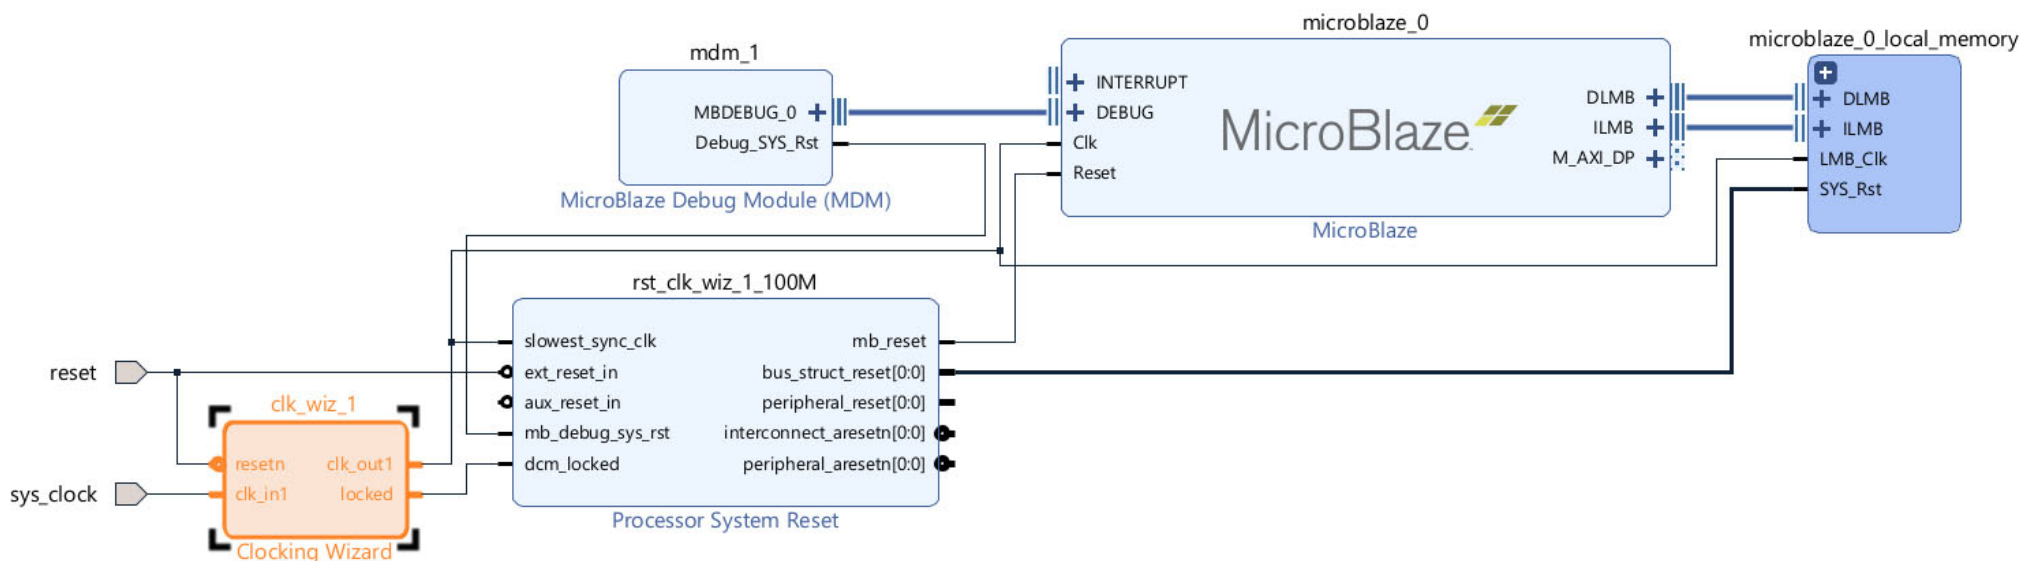 microblaze_0
microblaze_0_local_memory
mdm_1
MBDEBUG_0
Debug_SYS_Rst
MicroBlaze Debug Module (MDM)
INTERRUPT
DEBUG
Clk
Reset
MicroBlaze
DLMB
ILMB
M_AXI_DP
MicroBlaze
DLMB
ILMB
LMB_Clk
SYS_Rst
rst_clk_wiz_1_100M
slowest_sync_clk
ext_reset_in
aux_reset_in
mb_debug_sys_rst
dcm_locked
mb_reset
bus_struct_reset[0:0]
peripheral_reset[0:0]
interconnect_aresetn[0:0]
peripheral_aresetn[0:0]
Processor System Reset
reset
sys_clock
clk_wiz_1
resetn
clk_in1
clk_out1
locked
Clocking Wizard